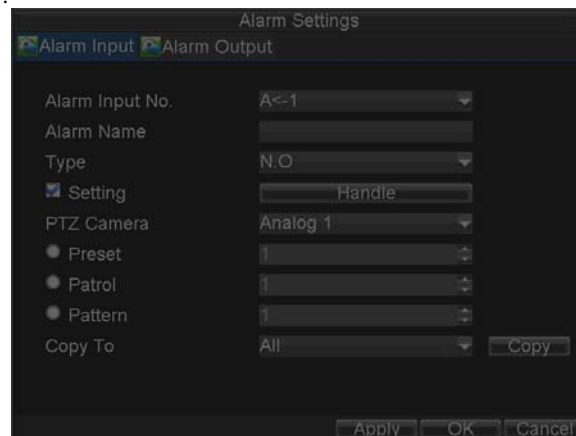 .
Alarm Settings
Alarm Input Alarm Output
Alarm Input No. A<-1
Alarm Name
Type N.O
Setting Handle
PTZ Camera Analog 1
Preset 1
Patrol 1
Pattern 1
Copy To All Copy
Apply OK Cancel